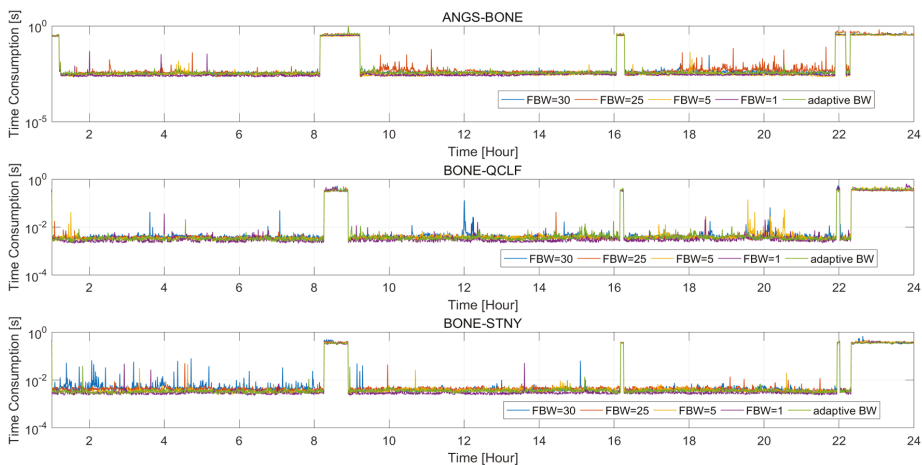 ANGS-BONE
10^0
10^-5
Time Consumption [s]
2 4 6 8 10 12 14 16 18 20 22 24
Time [Hour]
FBW=30 FBW=25 FBW=5 FBW=1 adaptive BW
BONE-QCLF
10^0
10^-2
10^-4
Time Consumption [s]
2 4 6 8 10 12 14 16 18 20 22 24
Time [Hour]
FBW=30 FBW=25 FBW=5 FBW=1 adaptive BW
BONE-STNY
10^0
10^-2
10^-4
Time Consumption [s]
2 4 6 8 10 12 14 16 18 20 22 24
Time [Hour]
FBW=30 FBW=25 FBW=5 FBW=1 adaptive BW